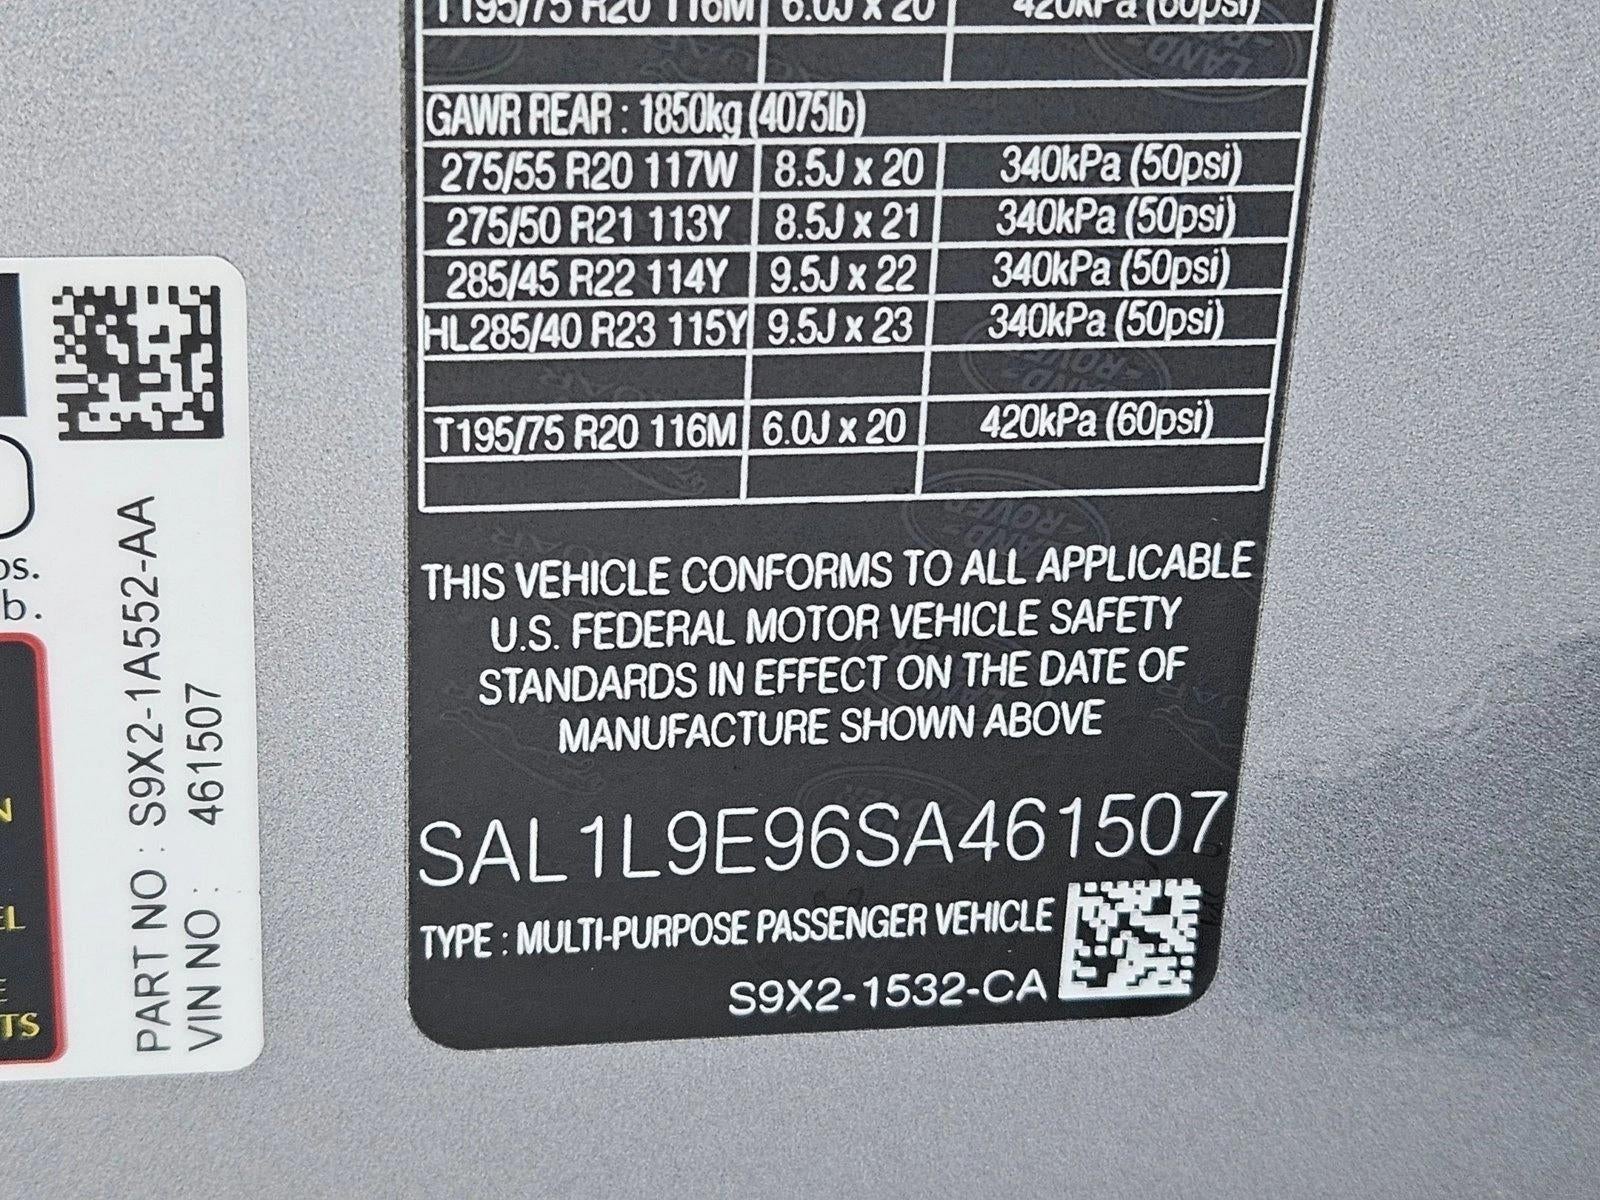 T195/75 R20 116M 6.0J x 20 420kPa (60psi)
GAWR REAR : 1850kg (4075lb)
275/55 R20 117W 8.5J x 20 340kPa (50psi)
275/50 R21 113Y 8.5J x 21 340kPa (50psi)
285/45 R22 114Y 9.5J x 22 340kPa (50psi)
HL285/40 R23 115Y 9.5J x 23 340kPa (50psi)
T195/75 R20 116M 6.0J x 20 420kPa (60psi)
THIS VEHICLE CONFORMS TO ALL APPLICABLE
U.S. FEDERAL MOTOR VEHICLE SAFETY
STANDARDS IN EFFECT ON THE DATE OF
MANUFACTURE SHOWN ABOVE
SAL1L9E96SA461507
TYPE : MULTI-PURPOSE PASSENGER VEHICLE
S9X2-1532-CA
PART NO : S9X2-1A552-AA
VIN NO : 461507